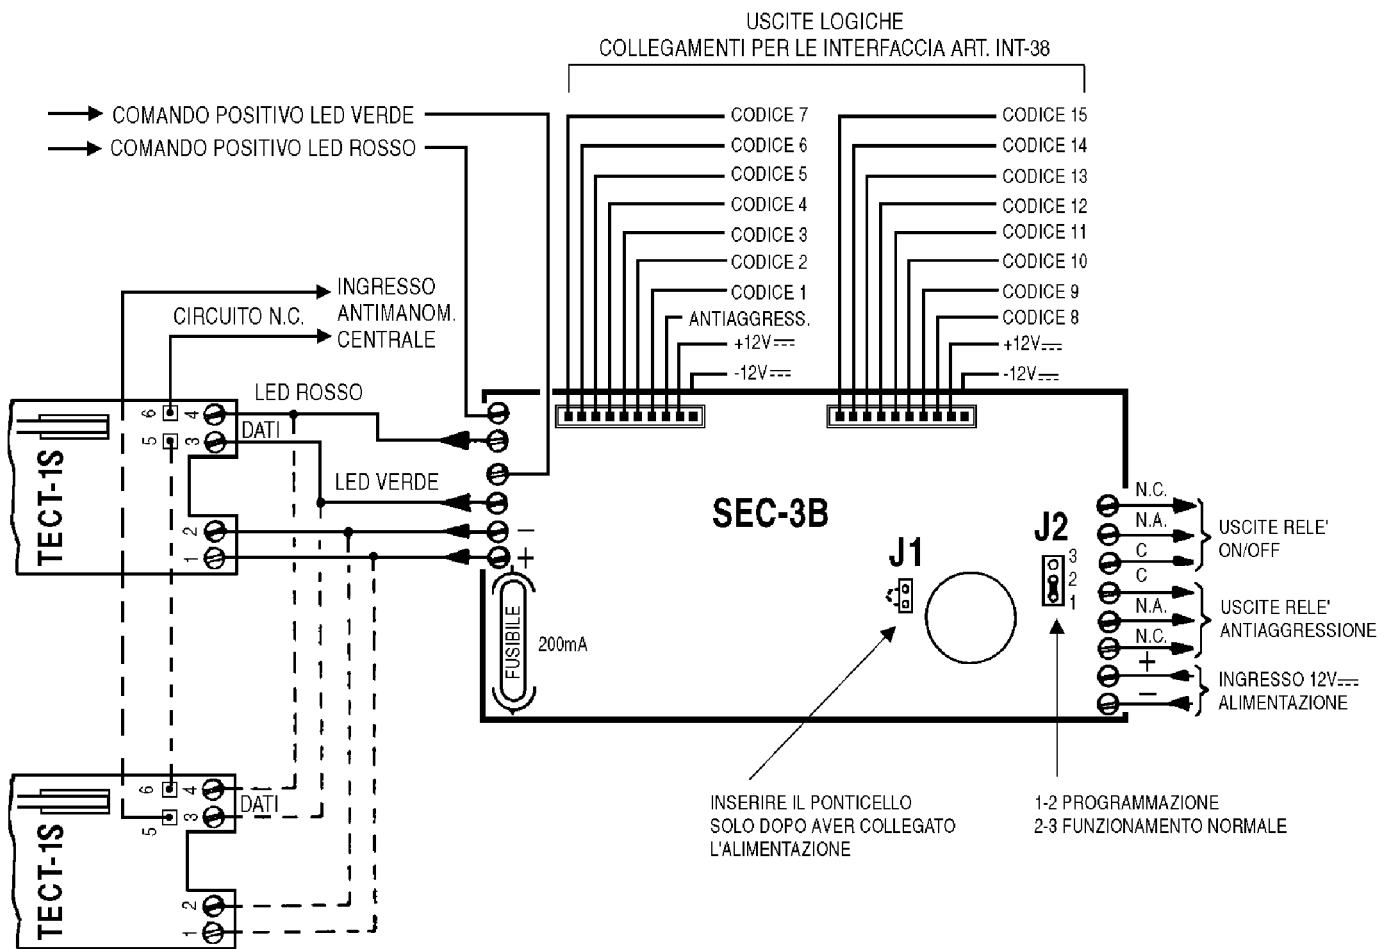 USCITE LOGICHE
COLLEGAMENTI PER LE INTERFACCIA ART. INT-38
COMANDO POSITIVO LED VERDE
COMANDO POSITIVO LED ROSSO
CODICE 7
CODICE 6
CODICE 5
CODICE 4
CODICE 3
CODICE 2
CODICE 1
ANTIAGGRESS.
+12V
-12V
CODICE 15
CODICE 14
CODICE 13
CODICE 12
CODICE 11
CODICE 10
CODICE 9
CODICE 8
+12V
-12V
INGRESSO
ANTIMANOM.
CENTRALE
CIRCUITO N.C.
LED ROSSO
DATI
LED VERDE
TECT-1S
6
5
4
3
2
1
−
+
FUSIBILE
200mA
SEC-3B
J1
J2
3
2
1
N.C.
N.A.
C
USCITE RELE'
ON/OFF
C
N.A.
N.C.
USCITE RELE'
ANTIAGGRESSIONE
+
−
INGRESSO 12V
ALIMENTAZIONE
INSERIRE IL PONTICELLO
SOLO DOPO AVER COLLEGATO
L'ALIMENTAZIONE
1-2 PROGRAMMAZIONE
2-3 FUNZIONAMENTO NORMALE
TECT-1S
6
5
4
3
DATI
2
1